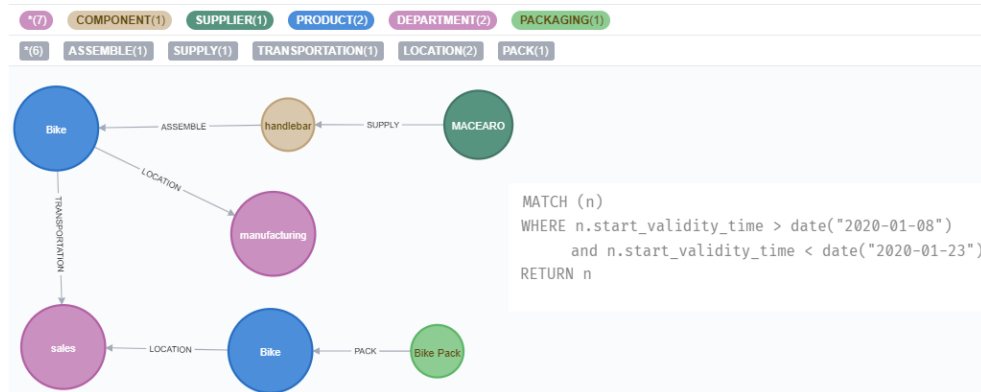 *(7) COMPONENT(1) SUPPLIER(1) PRODUCT(2) DEPARTMENT(2) PACKAGING(1)
*(6) ASSEMBLE(1) SUPPLY(1) TRANSPORTATION(1) LOCATION(2) PACK(1)
Bike
ASSEMBLE
handlebar
SUPPLY
MACEARO
LOCATION
TRANSPORTATION
manufacturing
MATCH (n)
WHERE n.start_validity_time > date("2020-01-08")
and n.start_validity_time < date("2020-01-23")
RETURN n
sales
LOCATION
Bike
PACK
Bike Pack